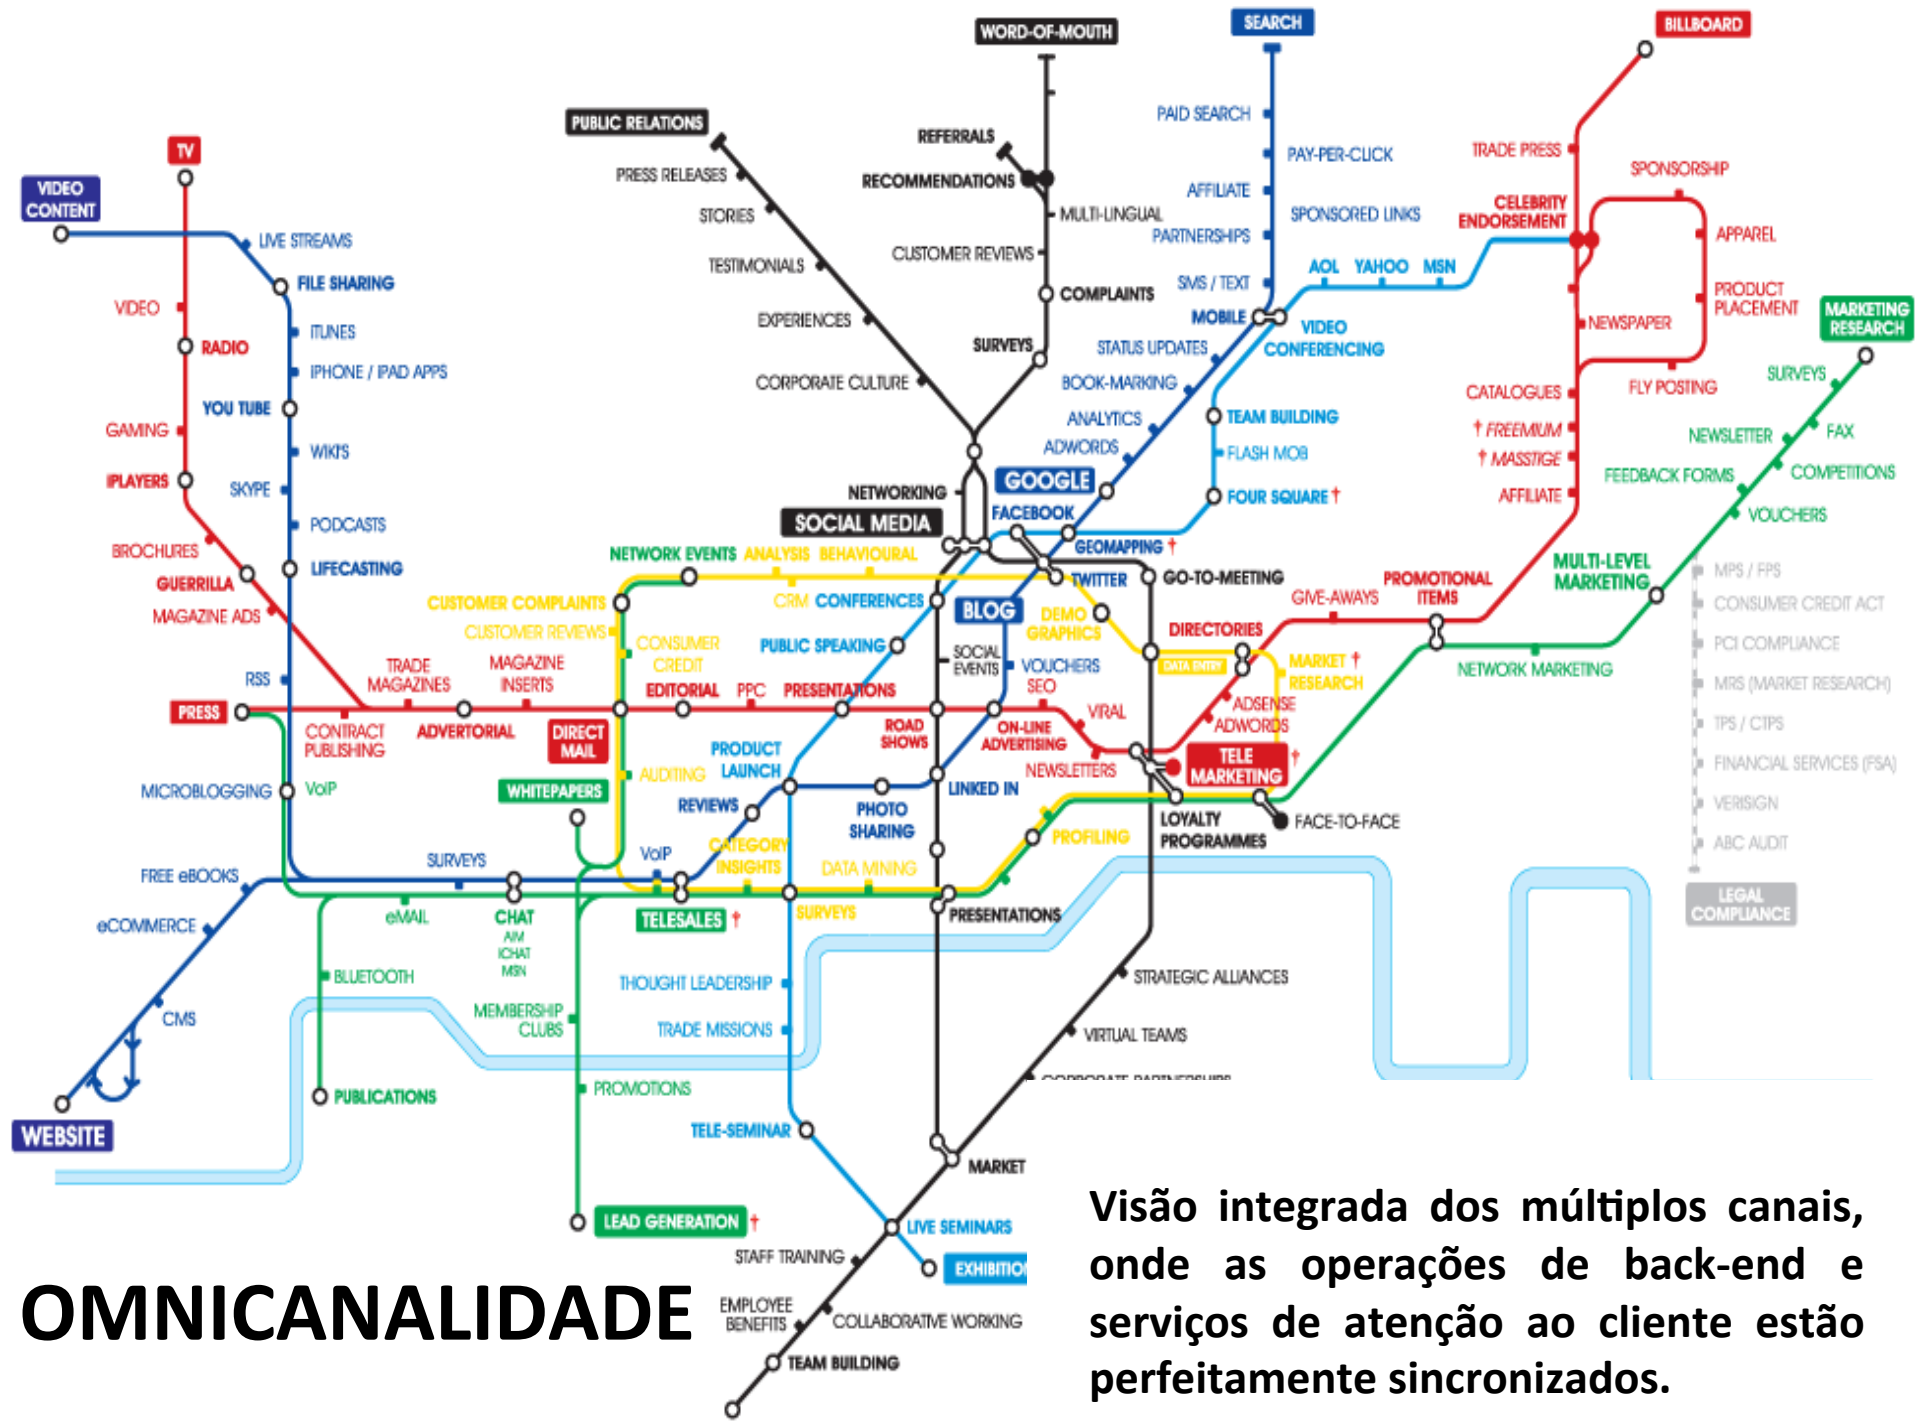 WORD-OF-MOUTH
SEARCH
BILLBOARD
PUBLIC RELATIONS
REFERRALS
PAID SEARCH
TV
PRESS RELEASES
RECOMMENDATIONS
PAY-PER-CLICK
TRADE PRESS
SPONSORSHIP
VIDEO
CONTENT
STORIES
MULTI-LINGUAL
AFFILIATE
SPONSORED LINKS
CELEBRITY
ENDORSEMENT
LIVE STREAMS
TESTIMONIALS
CUSTOMER REVIEWS
PARTNERSHIPS
APPAREL
FILE SHARING
COMPLAINTS
SMS / TEXT
AOL
YAHOO
MSN
PRODUCT
PLACEMENT
VIDEO
EXPERIENCES
MOBILE
VIDEO
CONFERENCING
NEWSPAPER
MARKETING
RESEARCH
ITUNES
RADIO
SURVEYS
STATUS UPDATES
IPHONE / IPAD APPS
CORPORATE CULTURE
BOOK-MARKING
CATALOGUES
FLY POSTING
SURVEYS
YOU TUBE
ANALYTICS
TEAM BUILDING
GAMING
ADWORDS
† FREEMIUM
NEWSLETTER
FAX
WIKI'S
FLASH MOB
† MASSTIGE
IPLAYERS
SKYPE
NETWORKING
GOOGLE
FOUR SQUARE †
AFFILIATE
FEEDBACK FORMS
COMPETITIONS
PODCASTS
SOCIAL MEDIA
FACEBOOK
VOUCHERS
BROCHURES
NETWORK EVENTS
ANALYSIS
BEHAVIOURAL
GEOMAPPING †
LIFECASTING
TWITTER
GO-TO-MEETING
PROMOTIONAL
ITEMS
MULTI-LEVEL
MARKETING
MPS / FPS
GUERRILLA
CUSTOMER COMPLAINTS
CRM
CONFERENCES
BLOG
DEMO
GRAPHICS
GIVE-AWAYS
CONSUMER CREDIT ACT
MAGAZINE ADS
CUSTOMER REVIEWS
CONSUMER
CREDIT
PUBLIC SPEAKING
DIRECTORIES
PCI COMPLIANCE
RSS
TRADE
MAGAZINES
MAGAZINE
INSERTS
SOCIAL
EVENTS
VOUCHERS
DATA ENTRY
MARKET †
RESEARCH
NETWORK MARKETING
MRS (MARKET RESEARCH)
PRESS
EDITORIAL
PPC
PRESENTATIONS
SEO
ADSENSE
ADWORDS
CONTRACT
PUBLISHING
ADVERTORIAL
DIRECT
MAIL
ROAD
SHOWS
ON-LINE
ADVERTISING
VIRAL
TPS / CTPS
PRODUCT
LAUNCH
NEWSLETTERS
TELE
MARKETING
†
FINANCIAL SERVICES (FSA)
AUDITING
MICROBLOGGING
VoiP
WHITEPAPERS
REVIEWS
PHOTO
SHARING
LINKED IN
LOYALTY
PROGRAMMES
FACE-TO-FACE
VERISIGN
CATEGORY
INSIGHTS
PROFILING
ABC AUDIT
FREE eBOOKS
SURVEYS
VoiP
DATA MINING
LEGAL
COMPLIANCE
eCOMMERCE
eMAIL
CHAT
AIM
ICHAT
MSN
TELESALES †
SURVEYS
PRESENTATIONS
BLUETOOTH
THOUGHT LEADERSHIP
STRATEGIC ALLIANCES
CMS
MEMBERSHIP
CLUBS
TRADE MISSIONS
VIRTUAL TEAMS
PUBLICATIONS
PROMOTIONS
CORPORATE PARTNERSHIPS
WEBSITE
TELE-SEMINAR
MARKET
LEAD GENERATION †
LIVE SEMINARS
STAFF TRAINING
EXHIBITION
EMPLOYEE
BENEFITS
COLLABORATIVE WORKING
TEAM BUILDING
OMNICANALIDADE
Visão integrada dos múltiplos canais,
onde as operações de back-end e
serviços de atenção ao cliente estão
perfeitamente sincronizados.